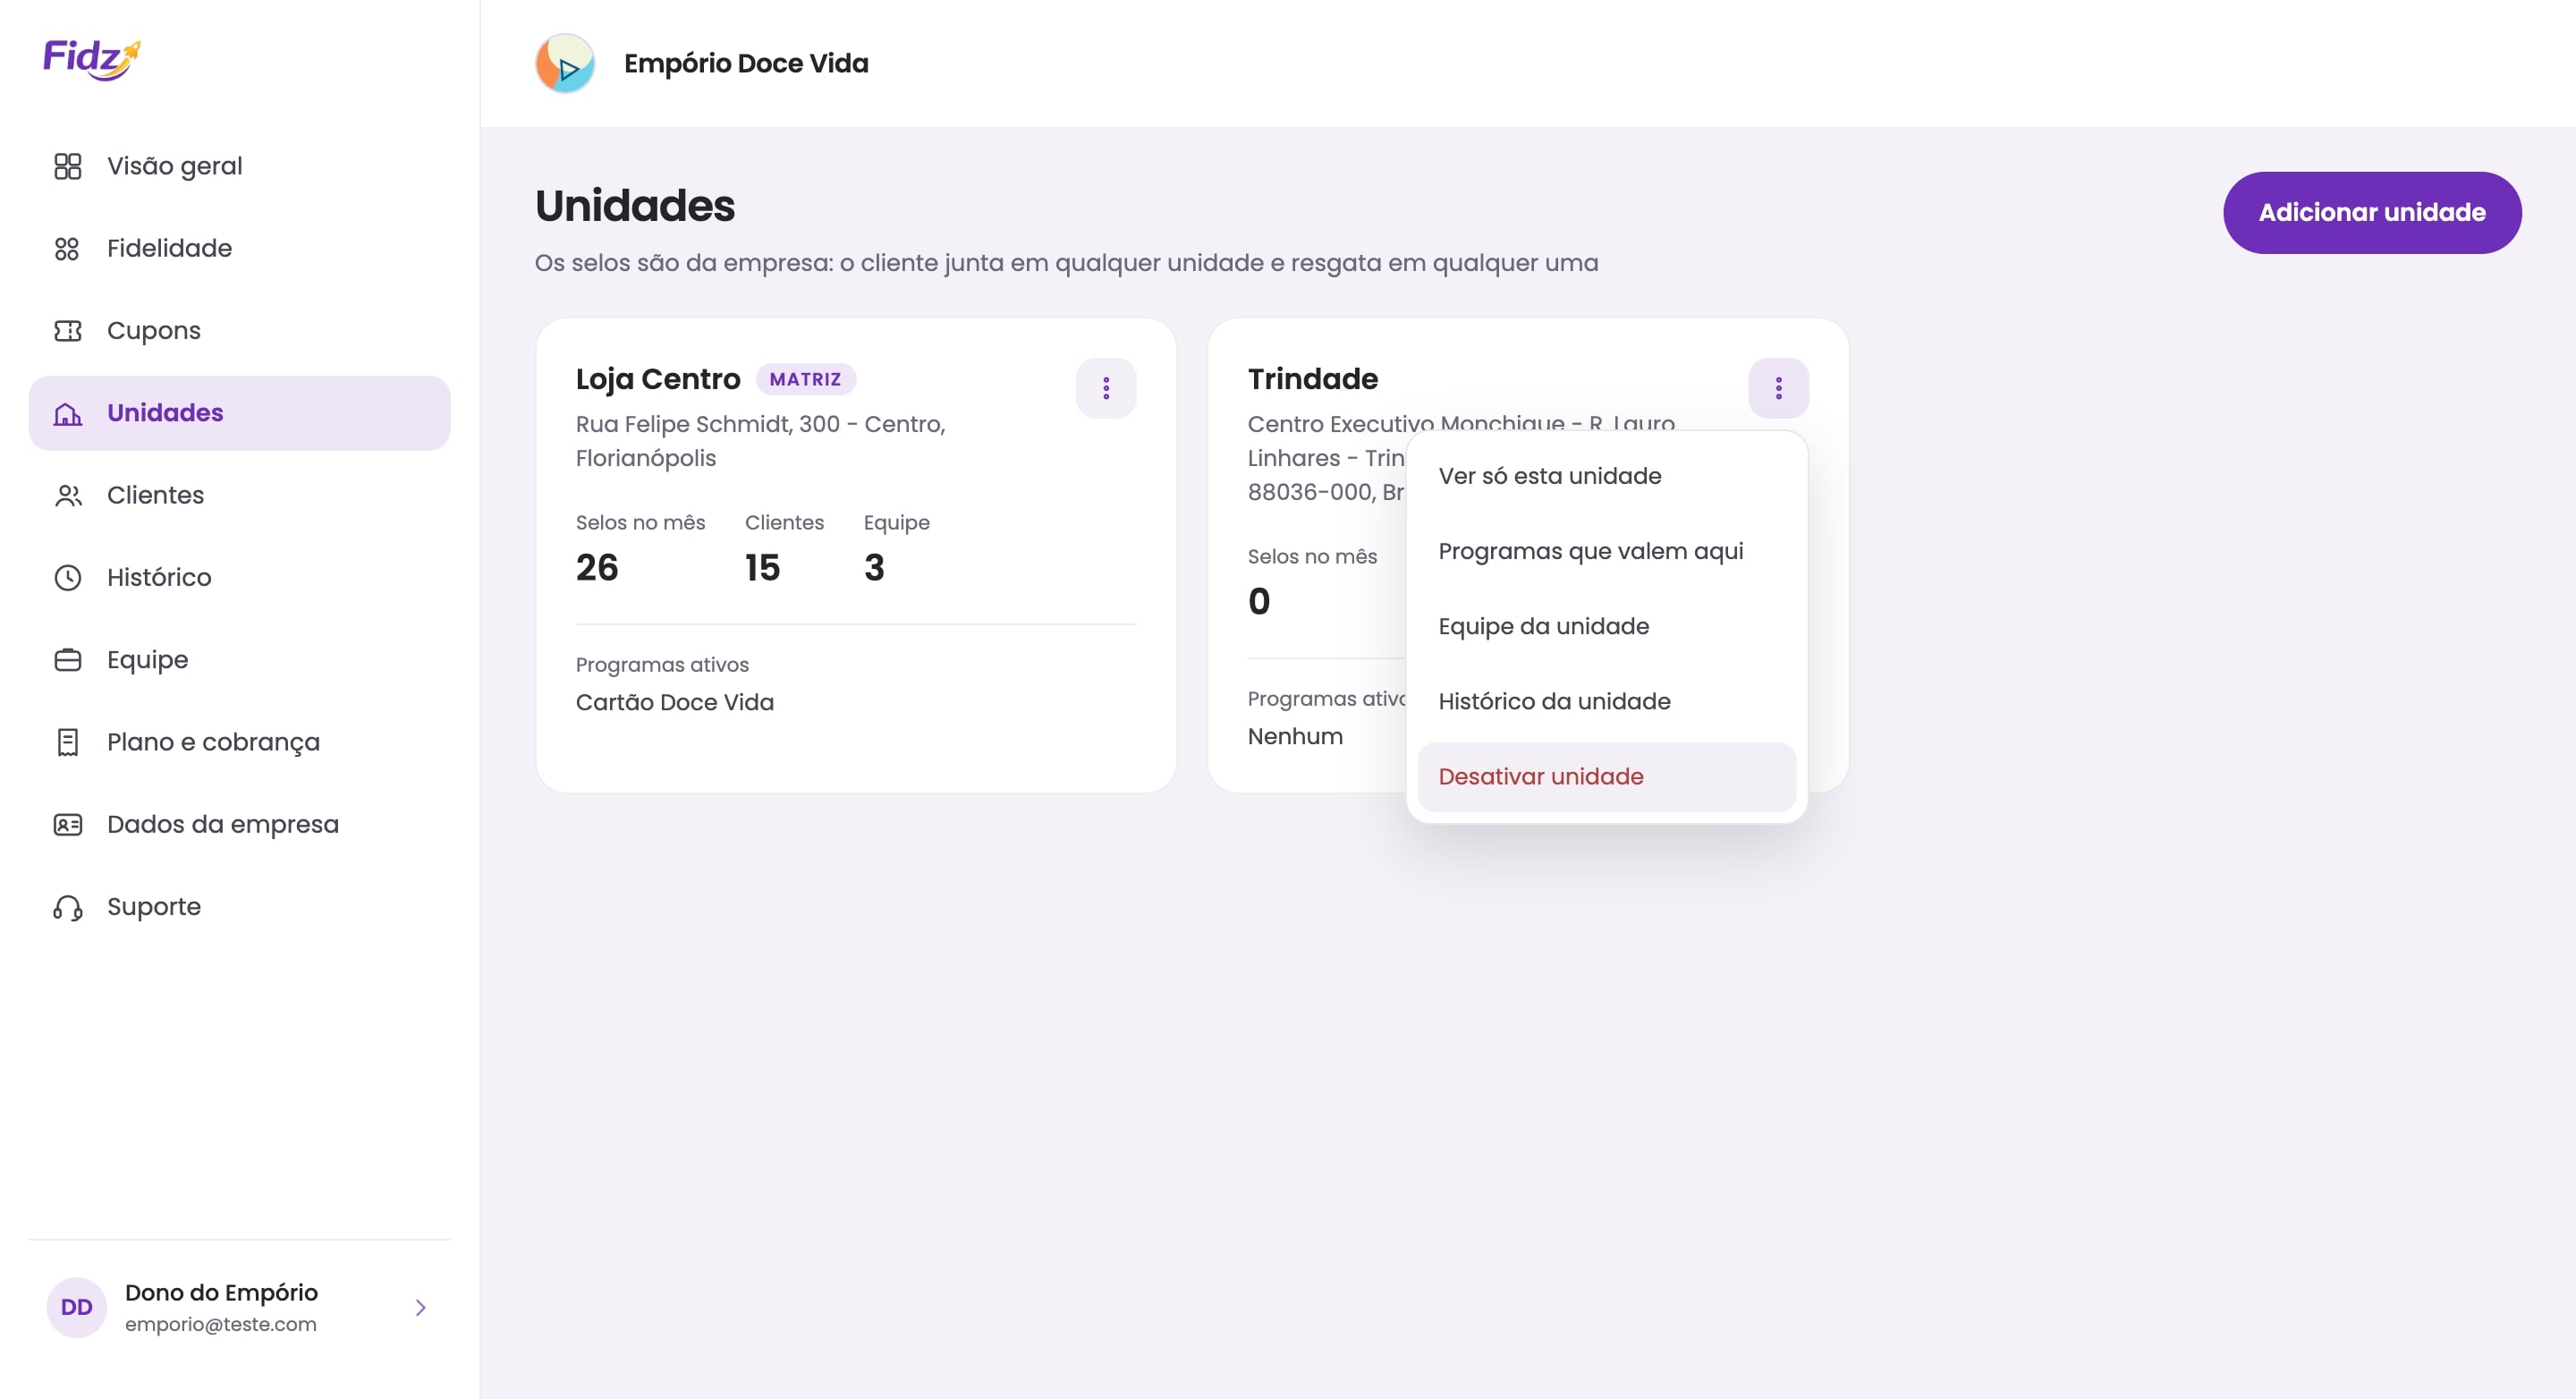 Fidz
Visão geral
Fidelidade
Cupons
Unidades
Clientes
Histórico
Equipe
Plano e cobrança
Dados da empresa
Suporte
DD
Dono do Empório
emporio@teste.com
Empório Doce Vida
Unidades
Os selos são da empresa: o cliente junta em qualquer unidade e resgata em qualquer uma
Adicionar unidade
Loja Centro MATRIZ
Rua Felipe Schmidt, 300 - Centro,
Florianópolis
Selos no mês Clientes Equipe
26 15 3
Programas ativos
Cartão Doce Vida
Trindade
Centro Executivo Monchique - R. Lauro
Linhares - Trin
88036-000, Br
Selos no mês
0
Programas ativo
Nenhum
Ver só esta unidade
Programas que valem aqui
Equipe da unidade
Histórico da unidade
Desativar unidade